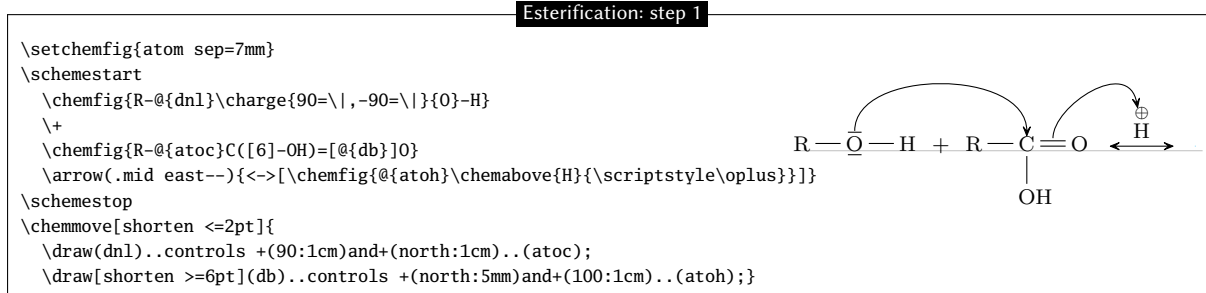 Esterification: step 1
\setchemfig{atom sep=7mm}
\schemestart
\chemfig{R-@{dnl}\charge{90=\|,-90=\|}{O}-H}
\+
\chemfig{R-@{atoc}C([6]-OH)=[@{db}]O}
\arrow(.mid east--){<->[\chemfig{@{atoh}\chemabove{H}{\scriptstyle\oplus}}]}
\schemestop
\chemmove[shorten <=2pt]{
\draw(dnl)..controls +(90:1cm)and+(north:1cm)..(atoc);
\draw[shorten >=6pt](db)..controls +(north:5mm)and+(100:1cm)..(atoh);}
⊕
H
R O H + R C O
OH